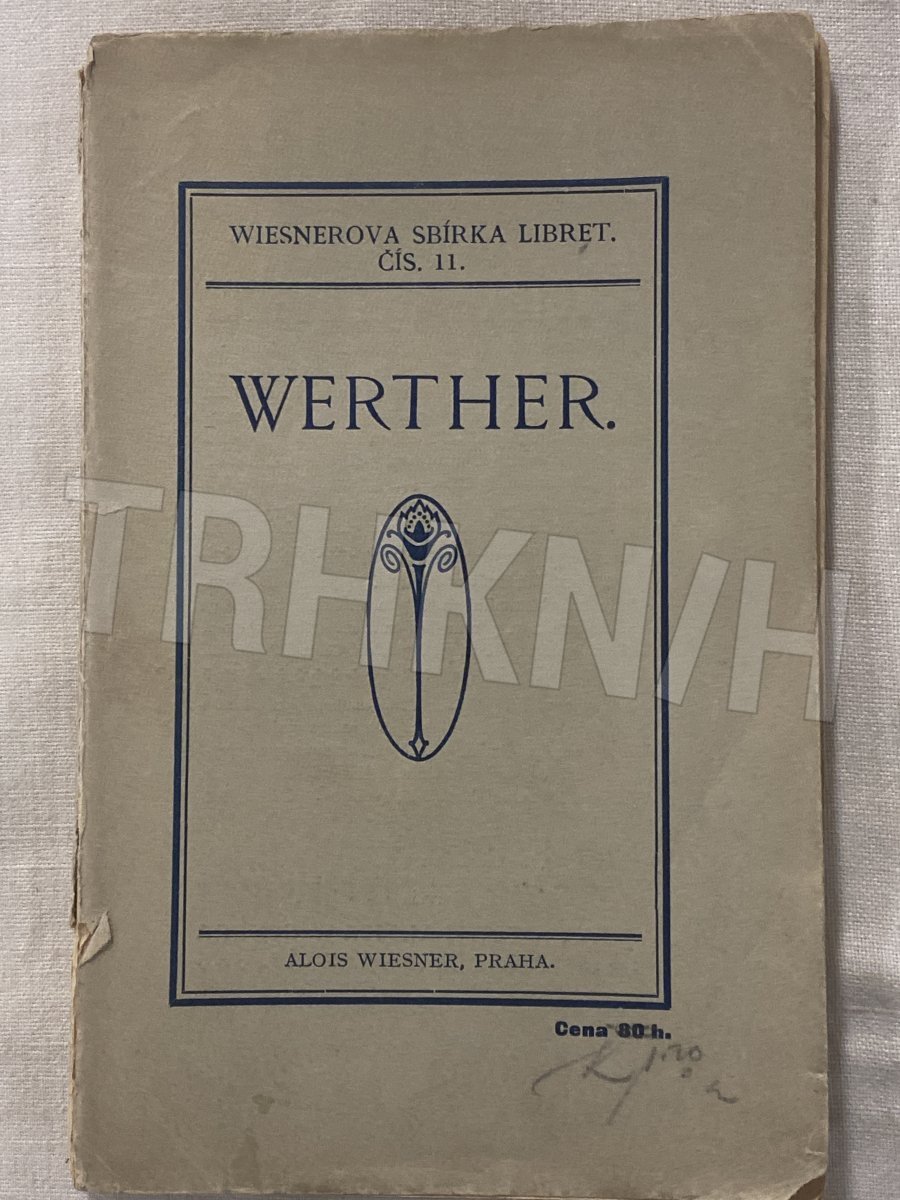 WIESNEROVA SBÍRKA LIBRET.
ČÍS. 11.
WERTHER.
TRHKNIH
ALOIS WIESNER, PRAHA.
Cena 80 h.